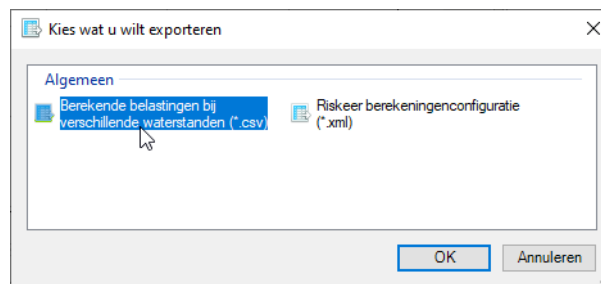 Kies wat u wilt exporteren
Algemeen
Berekende belastingen bij
verschillende waterstanden (*.csv)
Riskeer berekeningenconfiguratie
(*.xml)
OK
Annuleren